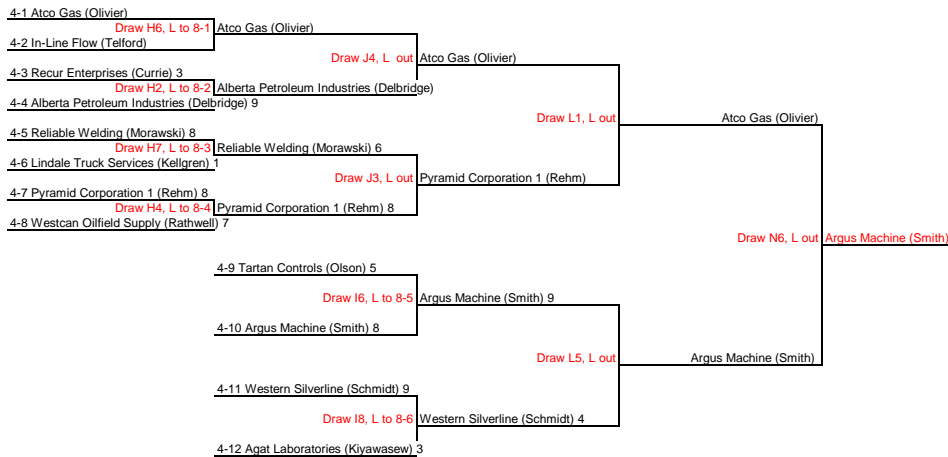 4-1 Atco Gas (Olivier)
Draw H6, L to 8-1 Atco Gas (Olivier)
4-2 In-Line Flow (Telford)
Draw J4, L  out Atco Gas (Olivier)
4-3 Recur Enterprises (Currie) 3
Draw H2, L to 8-2 Alberta Petroleum Industries (Delbridge)
4-4 Alberta Petroleum Industries (Delbridge) 9
Draw L1, L out Atco Gas (Olivier)
4-5 Reliable Welding (Morawski) 8
Draw H7, L to 8-3 Reliable Welding (Morawski) 6
4-6 Lindale Truck Services (Kellgren) 1
Draw J3, L out Pyramid Corporation 1 (Rehm)
4-7 Pyramid Corporation 1 (Rehm) 8
Draw H4, L to 8-4 Pyramid Corporation 1 (Rehm) 8
4-8 Westcan Oilfield Supply (Rathwell) 7
Draw N6, L out Argus Machine (Smith)
4-9 Tartan Controls (Olson) 5
Draw I6, L to 8-5 Argus Machine (Smith) 9
4-10 Argus Machine (Smith) 8
Draw L5, L out Argus Machine (Smith)
4-11 Western Silverline (Schmidt) 9
Draw I8, L to 8-6 Western Silverline (Schmidt) 4
4-12 Agat Laboratories (Kiyawasew) 3